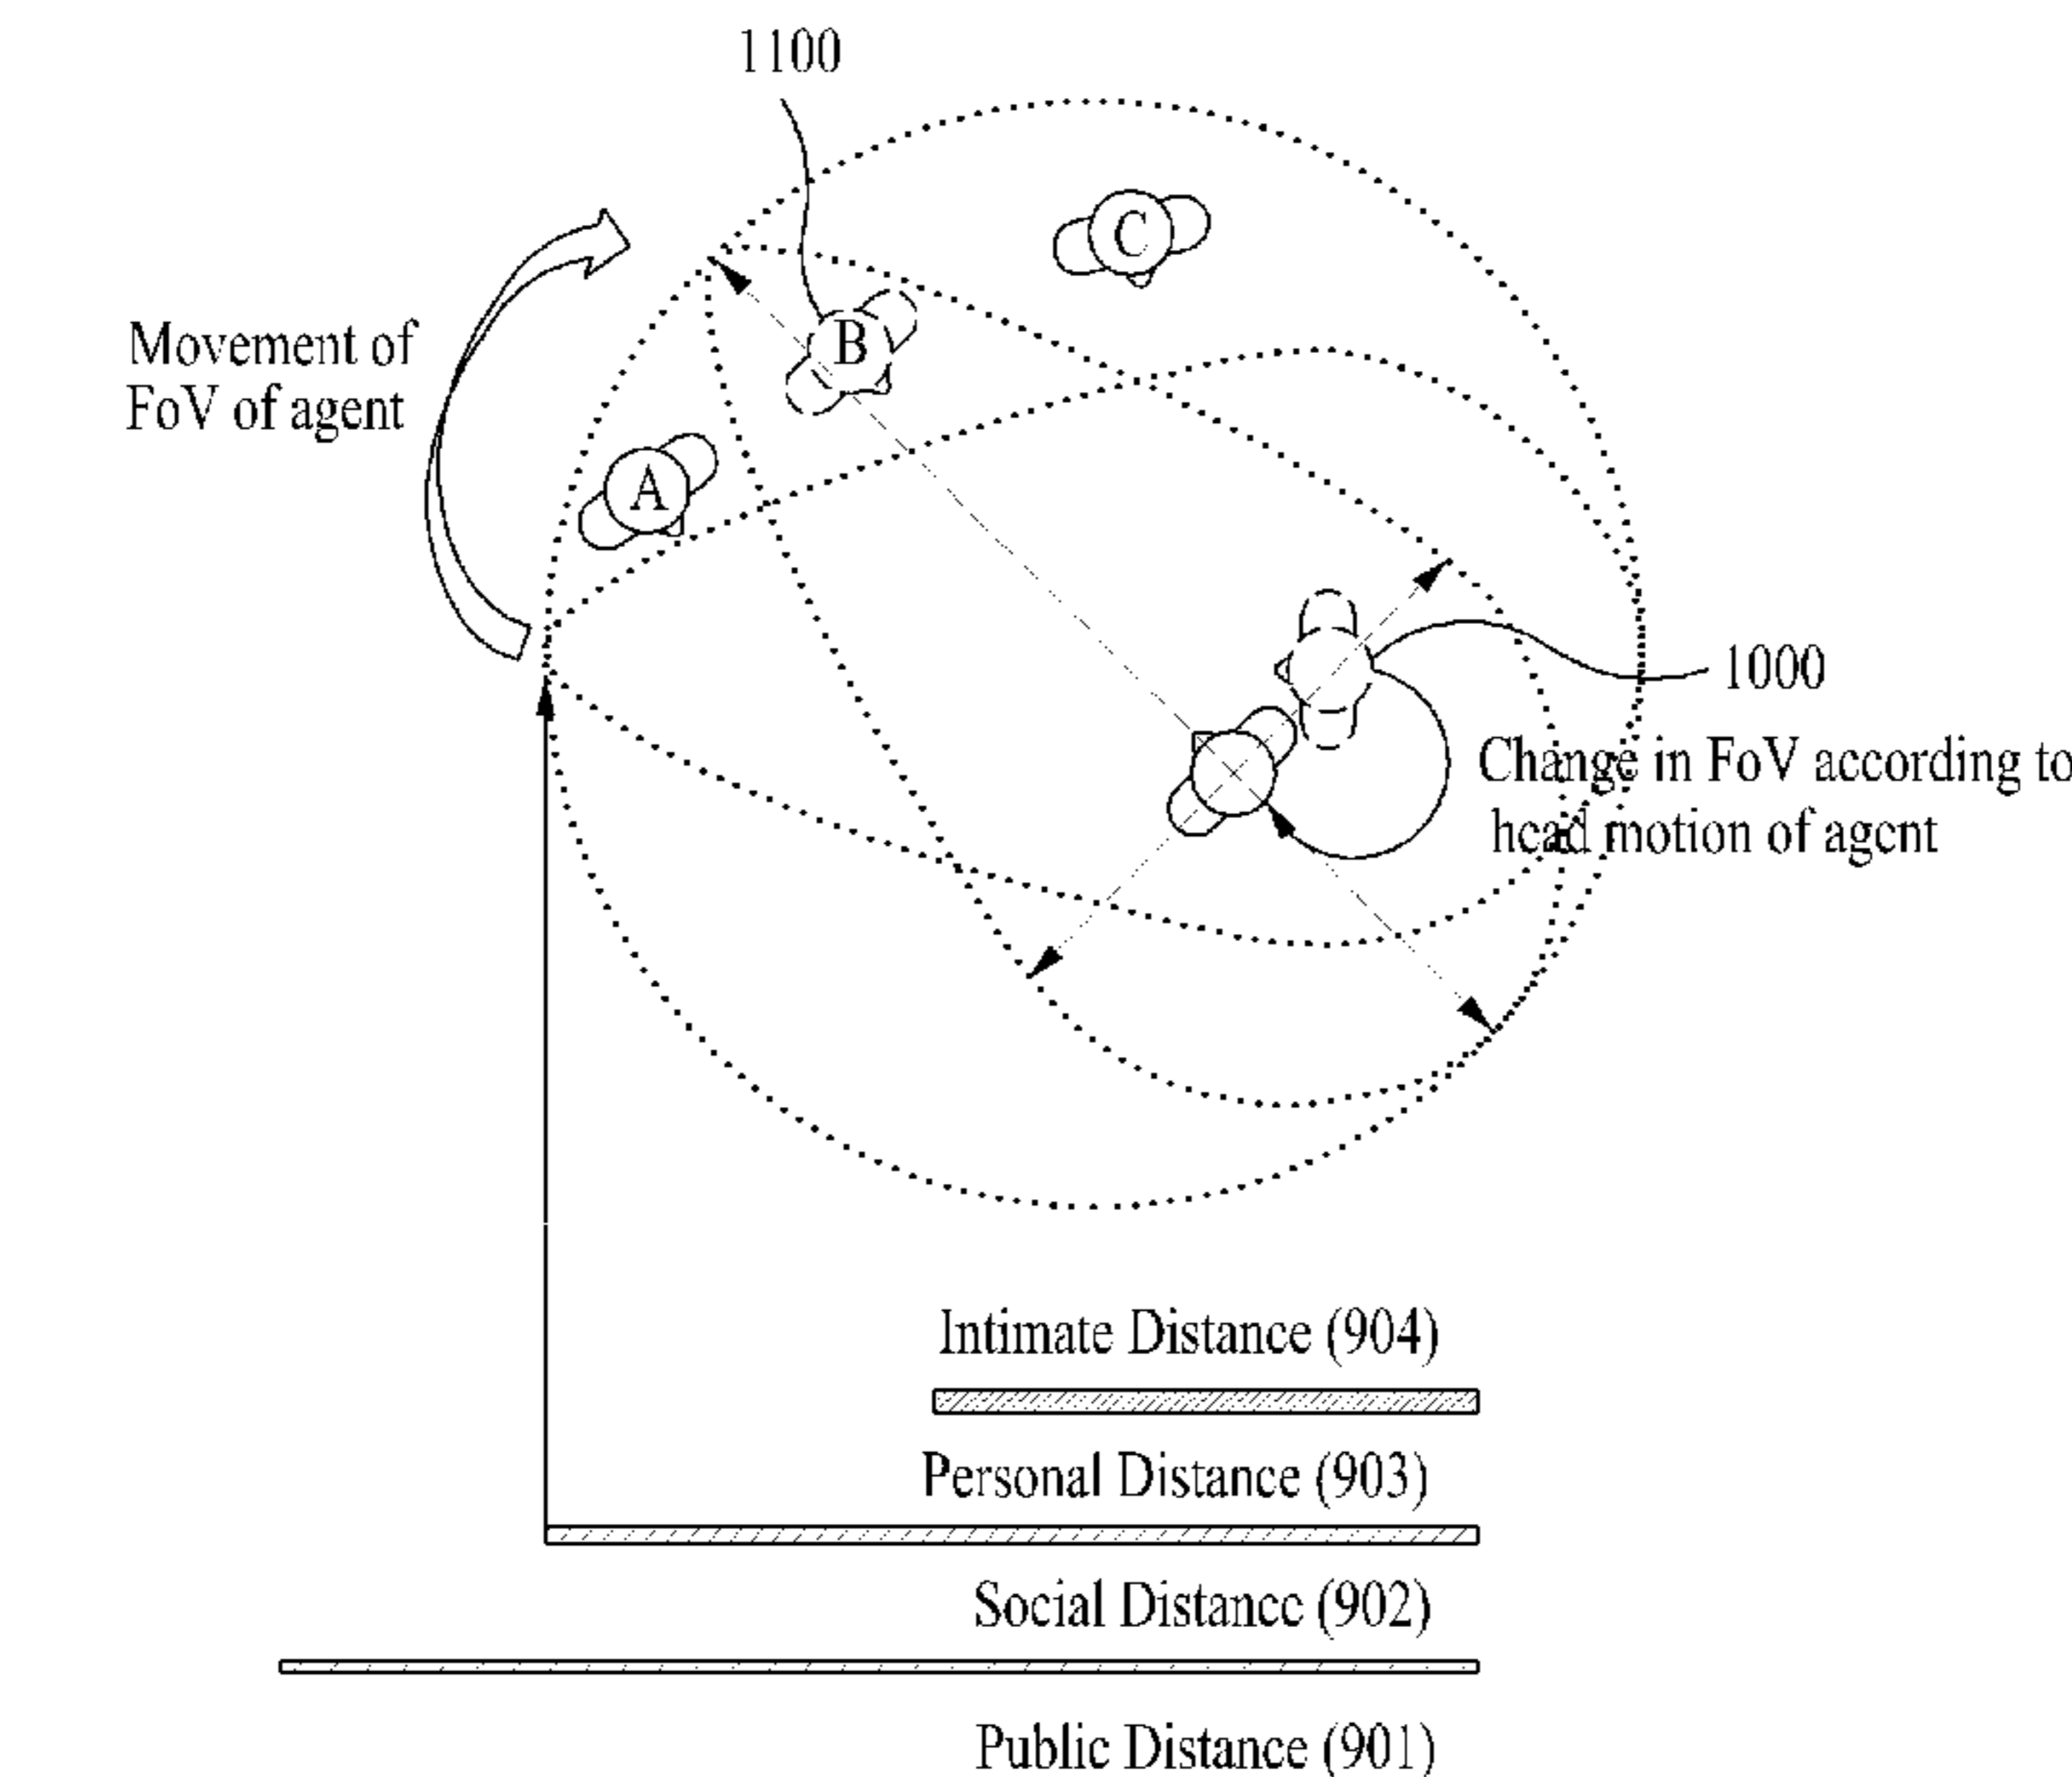 1100
C
B
Movement of
FoV of agent
A
1000
Change in FoV according to
head motion of agent
Intimate Distance (904)
Personal Distance (903)
Social Distance (902)
Public Distance (901)